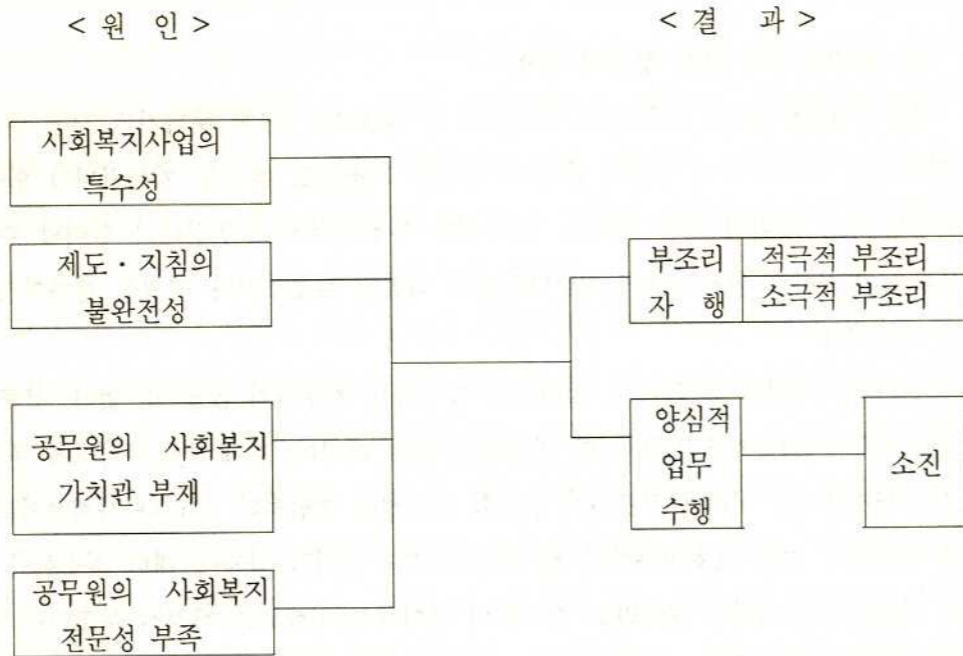 < 원 인 >
< 결 과 >
사회복지사업의
특수성
제도 · 지침의
불완전성
공무원의 사회복지
가치관 부재
공무원의 사회복지
전문성 부족
부조리
자 행
적극적 부조리
소극적 부조리
양심적
업무
수행
소진